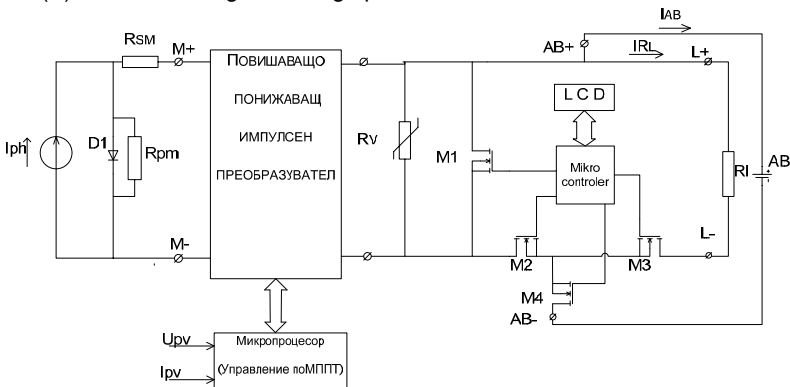 IAB
RSM
M+
AB+
IRL
L+
ПОВИШАВАЩО
ПОНИЖАВАЩ
ИМПУЛСЕН
ПРЕОБРАЗУВАТЕЛ
LCD
Iph
D1
Rpm
RV
M1
Mikro
controler
Rl
AB
M-
L-
M2
M3
M4
AB-
Upv
Ipv
Микропроцесор
(Управление поМППТ)